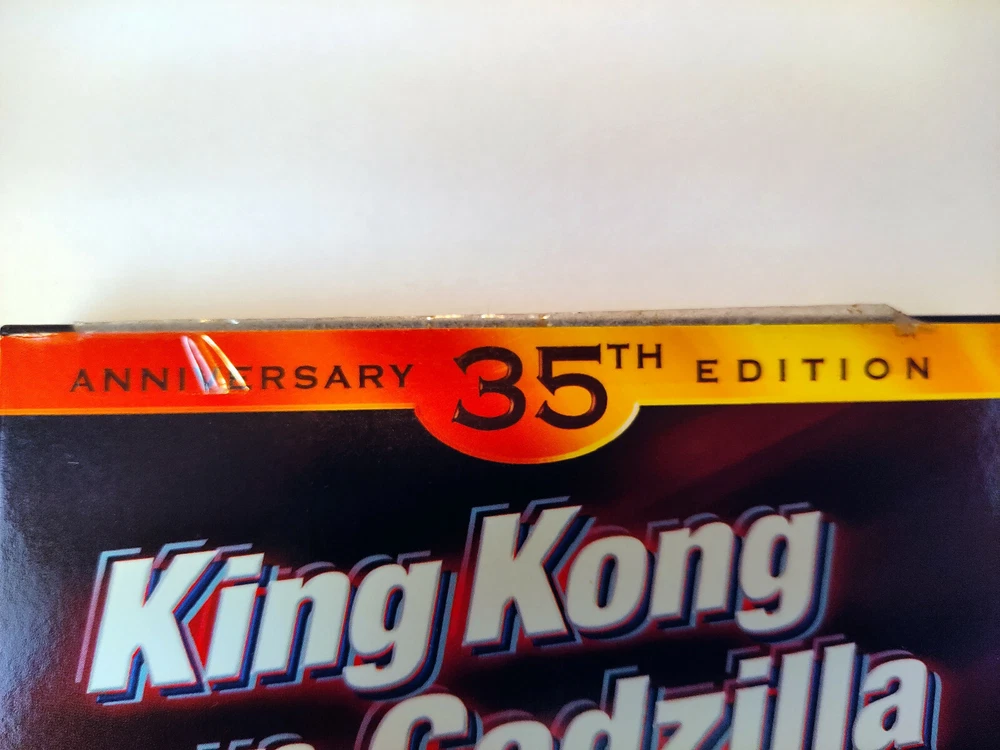 ANNIVERSARY 35TH EDITION
King Kong
Godzilla